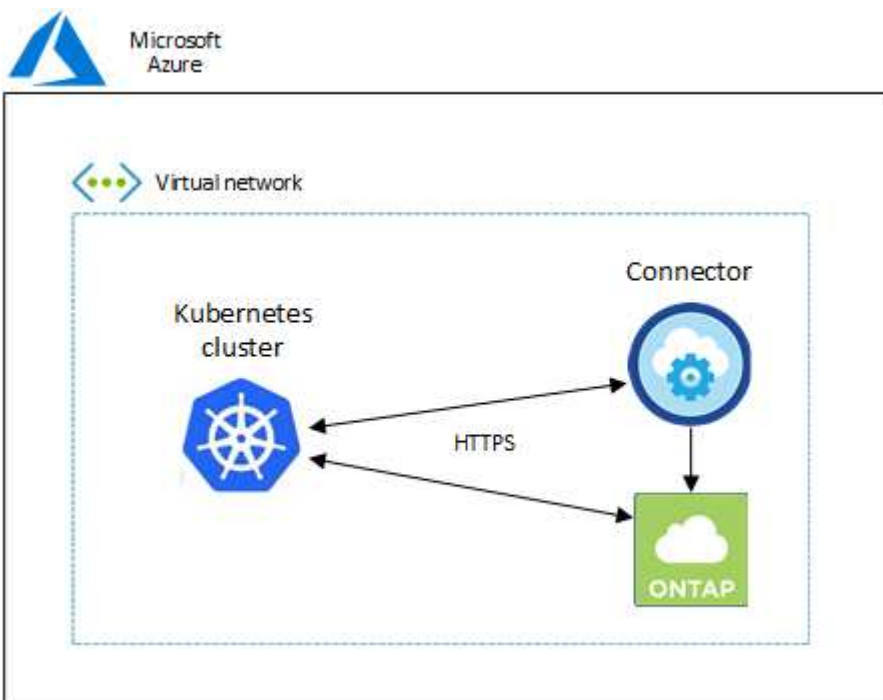 Microsoft
Azure
Virtual network
Connector
Kubernetes
cluster
HTTPS
ONTAP